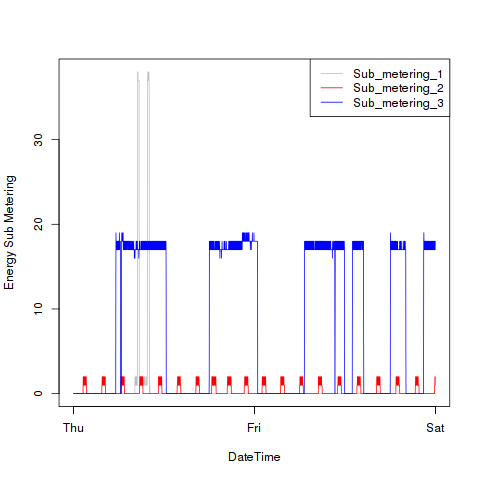 Sub_metering_1
Sub_metering_2
Sub_metering_3
Energy Sub Metering
30
20
10
0
Thu Fri Sat
DateTime